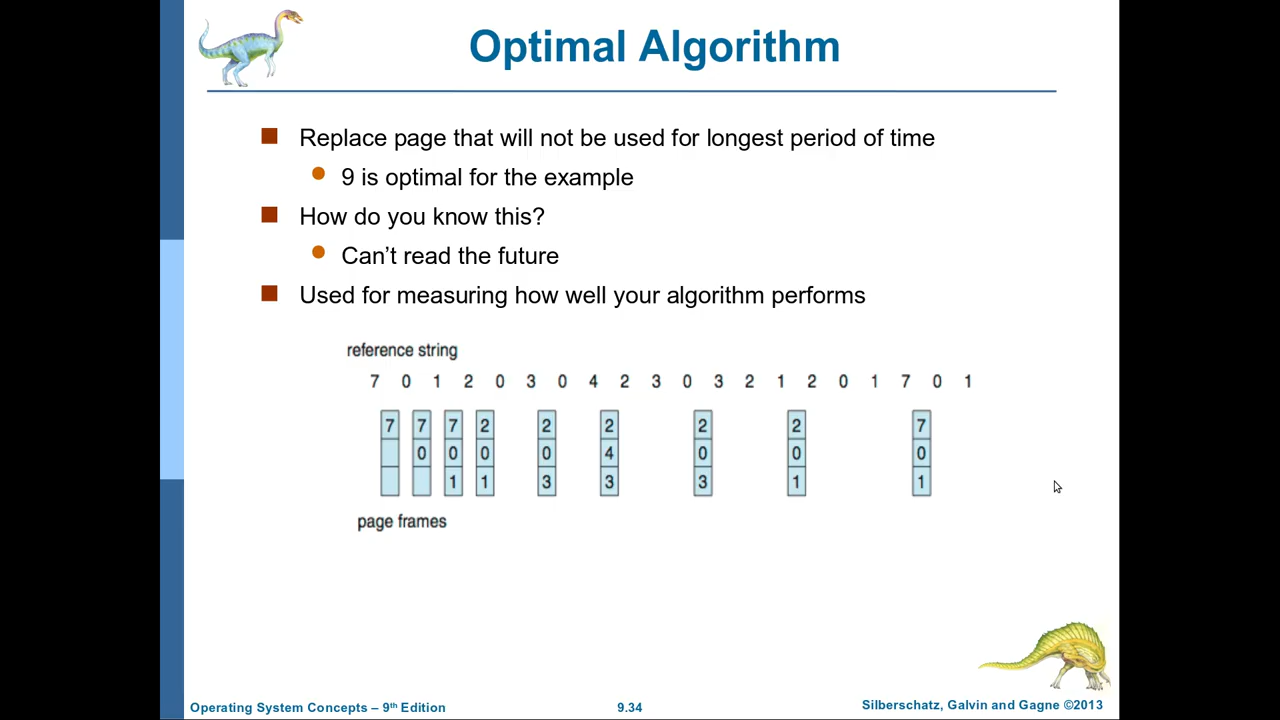 Optimal Algorithm
Replace page that will not be used for longest period of time
9 is optimal for the example
How do you know this?
Can’t read the future
Used for measuring how well your algorithm performs
reference string
7 0 1 2 0 3 0 4 2 3 0 3 2 1 2 0 1 7 0 1
7 7 7 2 2 2 2 2 7
0 0 0 0 4 0 0 0
1 1 3 3 3 1 1
page frames
Operating System Concepts – 9th Edition
9.34
Silberschatz, Galvin and Gagne ©2013